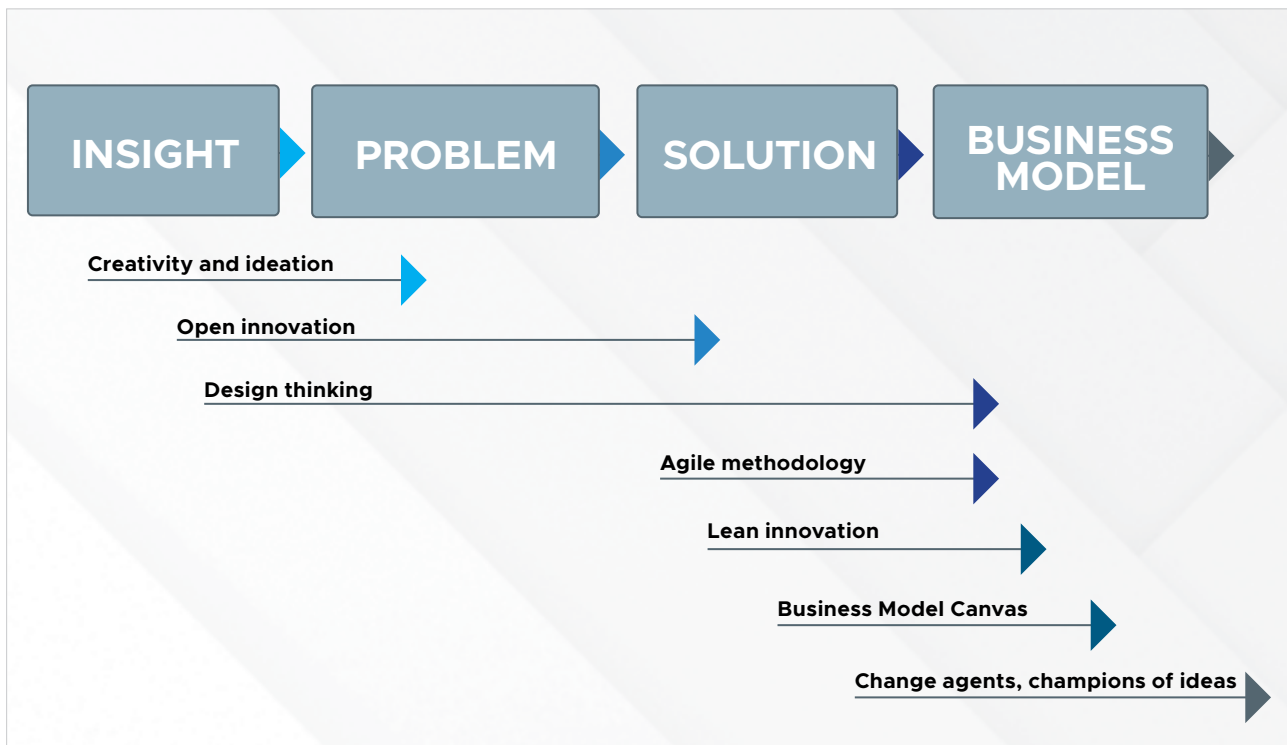 INSIGHT
PROBLEM
SOLUTION
BUSINESS
MODEL
Creativity and ideation
Open innovation
Design thinking
Agile methodology
Lean innovation
Business Model Canvas
Change agents, champions of ideas